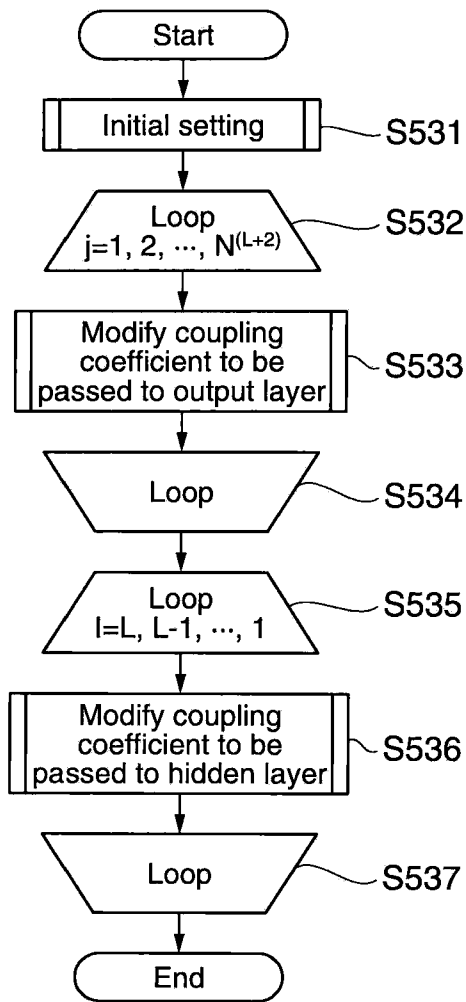 Start
Initial setting
S531
Loop
j=1, 2, ···, N^(L+2)
S532
Modify coupling
coefficient to be
passed to output layer
S533
Loop
S534
Loop
l=L, L-1, ···, 1
S535
Modify coupling
coefficient to be
passed to hidden layer
S536
Loop
S537
End